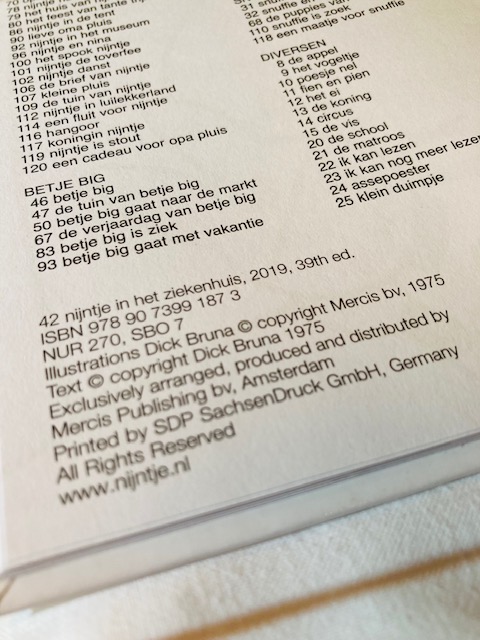 78 nijntje
79 het feest van tante trij
80 nijntje in de tent
90 lieve oma pluis
92 nijntje in het museum
96 nijntje en nina
100 het spook nijntje
101 nijntje de toverfee
102 nijntje danst
106 de brief van nijntje
107 kleine pluis
109 de tuin van nijntje
112 nijntje in luilekkerland
114 een fluit voor nijntje
116 hangoor
117 koningin nijntje
119 nijntje is stout
120 een cadeau voor opa pluis
BETJE BIG
46 betje big
47 de tuin van betje big
50 betje big gaat naar de markt
67 de verjaardag van betje big
83 betje big is ziek
93 betje big gaat met vakantie
31 snuffie
32 snuffie en
68 de puppies van
110 snuffie is zoek
118 een maatje voor snuffie
DIVERSEN
8 de appel
9 het vogeltje
10 poesje nel
11 fien en pien
12 het ei
13 de koning
14 circus
15 de vis
20 de school
21 de matroos
22 ik kan lezen
23 ik kan nog meer lezen
24 assepoester
25 klein duimpje
42 nijntje in het ziekenhuis, 2019, 39th ed.
ISBN 978 90 7399 187 3
NUR 270, SBO 7
Illustrations Dick Bruna © copyright Mercis bv, 1975
Text © copyright Dick Bruna 1975
Exclusively arranged, produced and distributed by
Mercis Publishing bv, Amsterdam
Printed by SDP SachsenDruck GmbH, Germany
All Rights Reserved
www.nijntje.nl